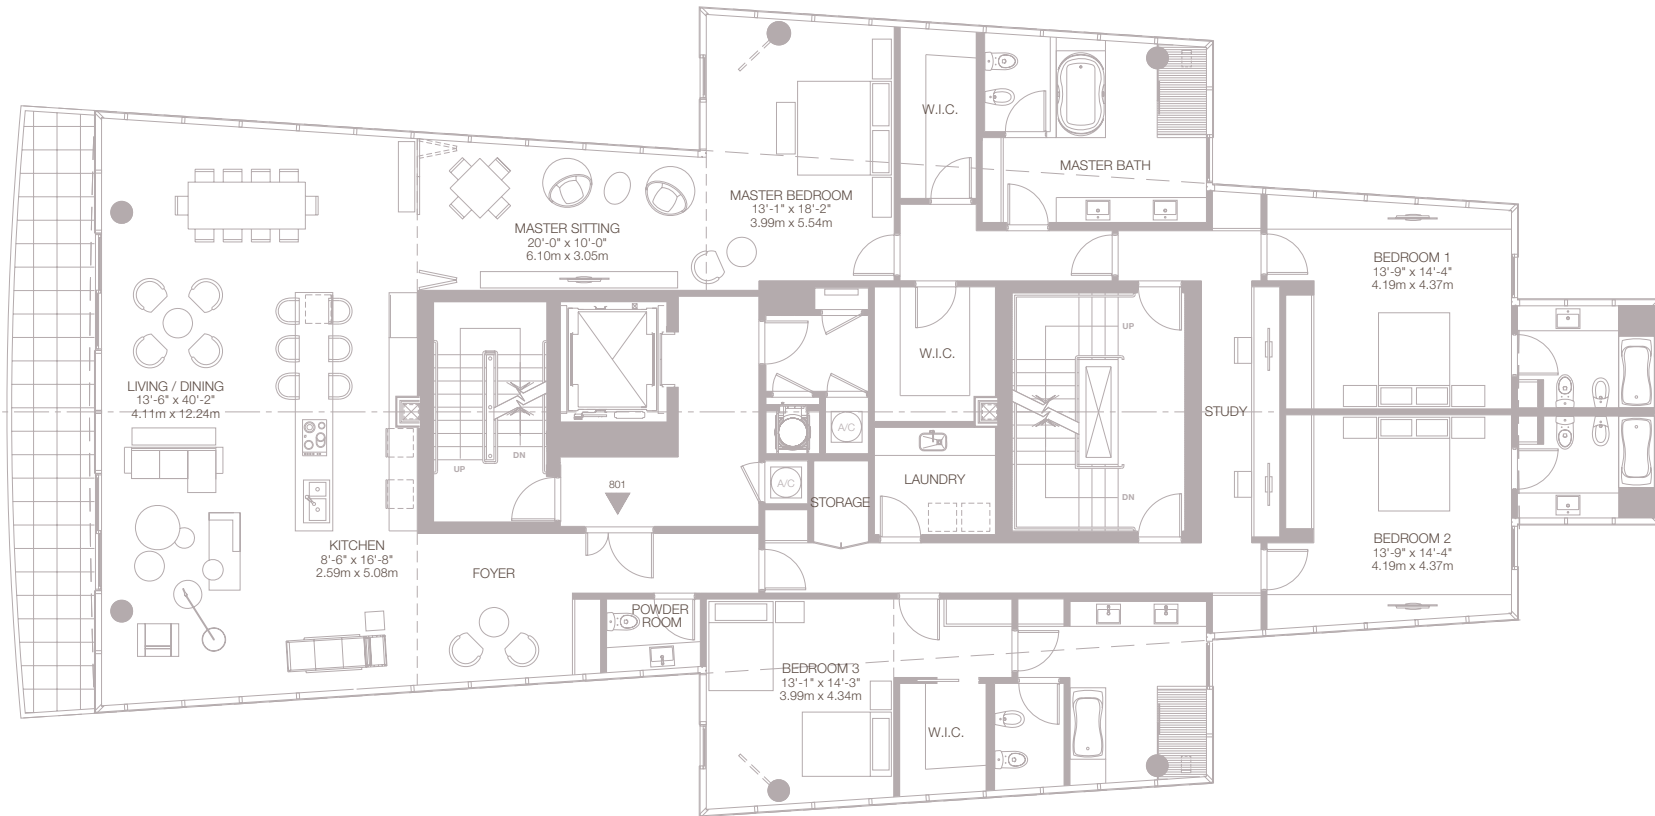 W.I.C.
MASTER BATH
MASTER BEDROOM
13'-1" x 18'-2"
3.99m x 5.54m
MASTER SITTING
20'-0" x 10'-0"
6.10m x 3.05m
BEDROOM 1
13'-9" x 14'-4"
4.19m x 4.37m
UP
W.I.C.
LIVING / DINING
13'-6" x 40'-2"
4.11m x 12.24m
STUDY
A/C
UP
DN
A/C
801
STORAGE
LAUNDRY
DN
KITCHEN
8'-6" x 16'-8"
2.59m x 5.08m
FOYER
BEDROOM 2
13'-9" x 14'-4"
4.19m x 4.37m
POWDER
ROOM
BEDROOM 3
13'-1" x 14'-3"
3.99m x 4.34m
W.I.C.